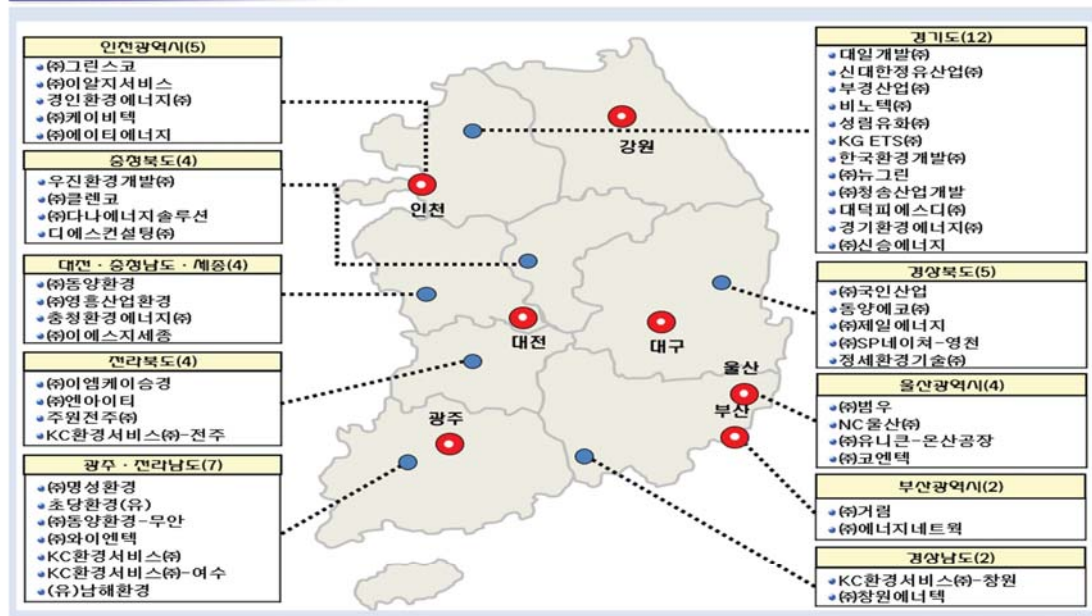 인천광역시(5)
㈜그린스코
㈜이알지서비스
경인환경에너지㈜
㈜케이비텍
㈜에이티에너지
충청북도(4)
우진환경개발㈜
㈜클렌코
㈜다나에너지솔루션
디에스컨설팅㈜
대전 · 충청남도 · 세종(4)
㈜동양환경
㈜영흥산업환경
충청환경에너지㈜
㈜이에스지세종
전라북도(4)
㈜이엠케이승경
㈜엔아이티
주원전주㈜
KC환경서비스㈜-전주
광주 · 전라남도(7)
㈜명성환경
초당환경(유)
㈜동양환경-무안
㈜와이엔텍
KC환경서비스㈜
KC환경서비스㈜-여수
(유)남해환경
강원
인천
대전
대구
울산
부산
광주
경기도(12)
대일개발㈜
신대한정유산업㈜
부경산업㈜
비노텍㈜
성림유화㈜
KG ETS㈜
한국환경개발㈜
㈜뉴그린
㈜청송산업개발
대덕피에스디㈜
경기환경에너지㈜
㈜신승에너지
경상북도(5)
㈜국인산업
동양에코㈜
㈜제일에너지
㈜SP네이쳐-영천
정세환경기술㈜
울산광역시(4)
㈜범우
NC울산㈜
㈜유니큰-온산공장
㈜코엔텍
부산광역시(2)
㈜거림
㈜에너지네트웍
경상남도(2)
KC환경서비스㈜-창원
㈜창원에너텍